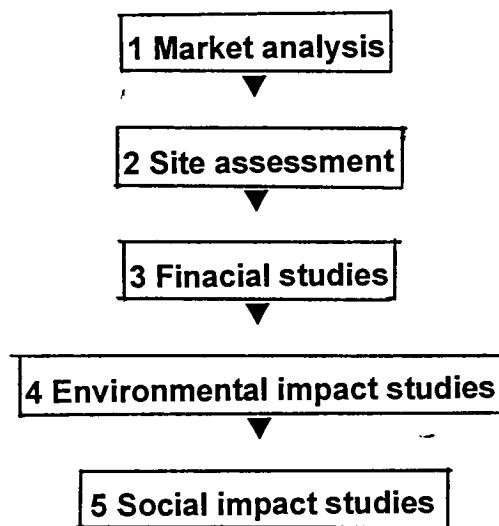 1 Market analysis
2 Site assessment
3 Finacial studies
4 Environmental impact studies
5 Social impact studies